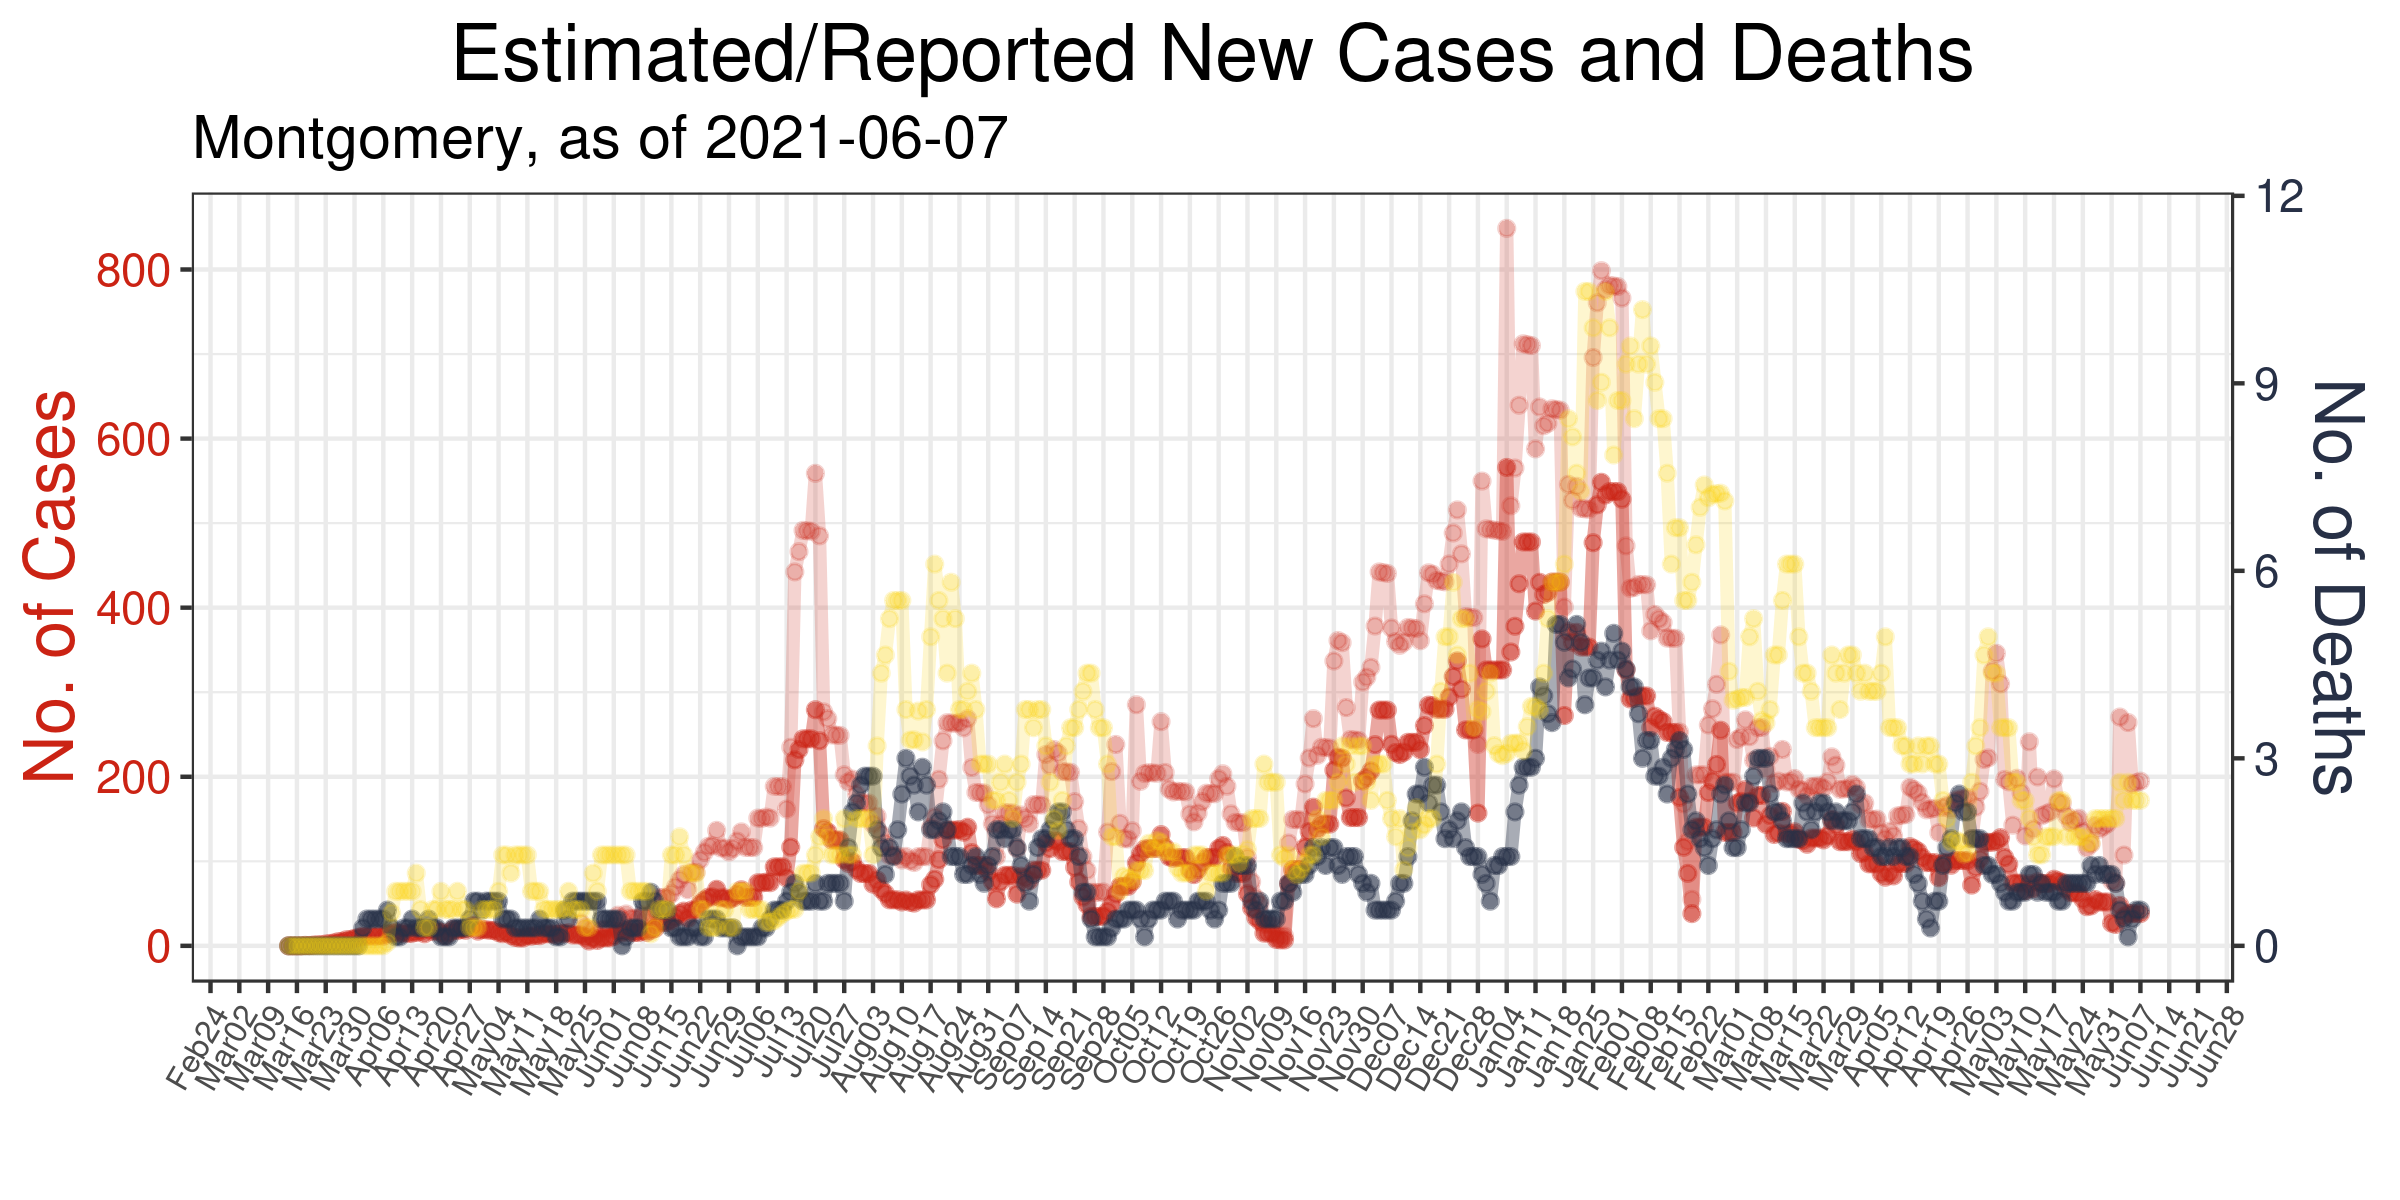 Estimated/Reported New Cases and Deaths
Montgomery, as of 2021-06-07
No. of Cases
800
600
400
200
0
12
9
6
3
0
No. of Deaths
Feb24
Mar02
Mar09
Mar16
Mar23
Mar30
Apr06
Apr13
Apr20
Apr27
May04
May11
May18
May25
Jun01
Jun08
Jun15
Jun22
Jun29
Jul06
Jul13
Jul20
Jul27
Aug03
Aug10
Aug17
Aug24
Aug31
Sep07
Sep14
Sep21
Sep28
Oct05
Oct12
Oct19
Oct26
Nov02
Nov09
Nov16
Nov23
Nov30
Dec07
Dec14
Dec21
Dec28
Jan04
Jan11
Jan18
Jan25
Feb01
Feb08
Feb15
Feb22
Mar01
Mar08
Mar15
Mar22
Mar29
Apr05
Apr12
Apr19
Apr26
May03
May10
May17
May24
May31
Jun07
Jun14
Jun21
Jun28